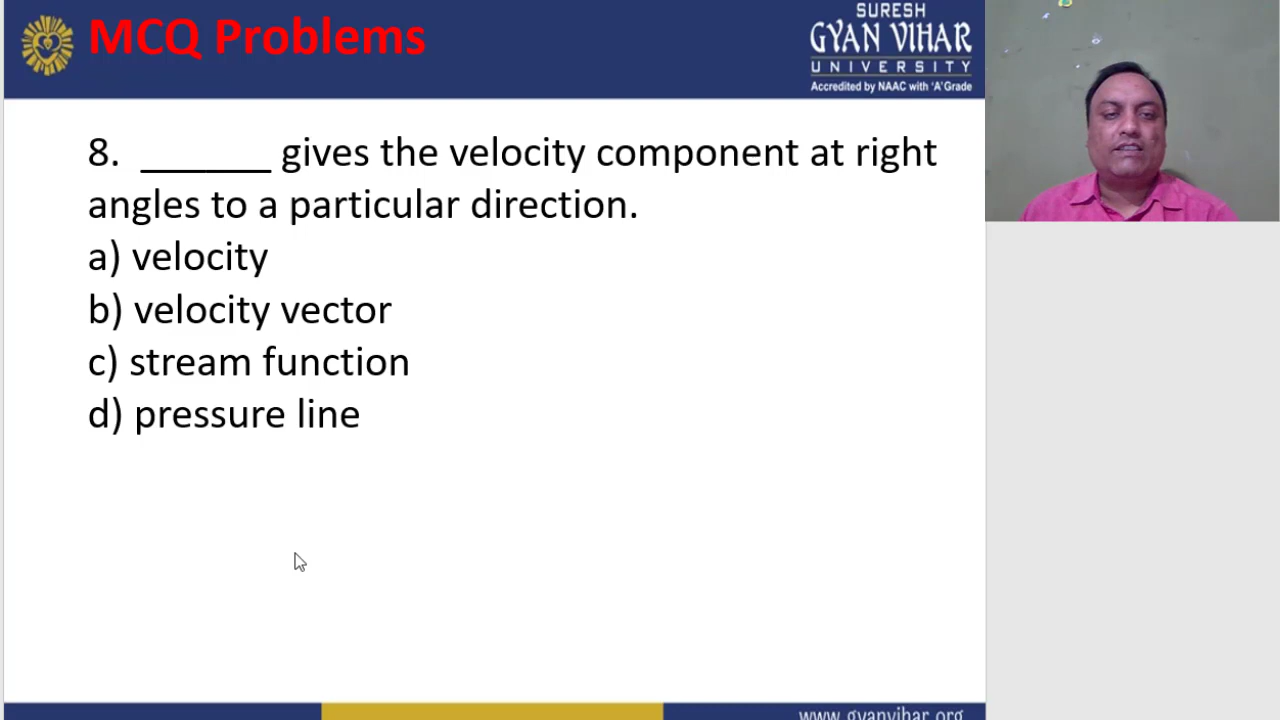 MCQ Problems
SURESH
GYAN VIHAR
UNIVERSITY
Accredited by NAAC with 'A' Grade
8. ______ gives the velocity component at right
angles to a particular direction.
a) velocity
b) velocity vector
c) stream function
d) pressure line
www.gyanvihar.org